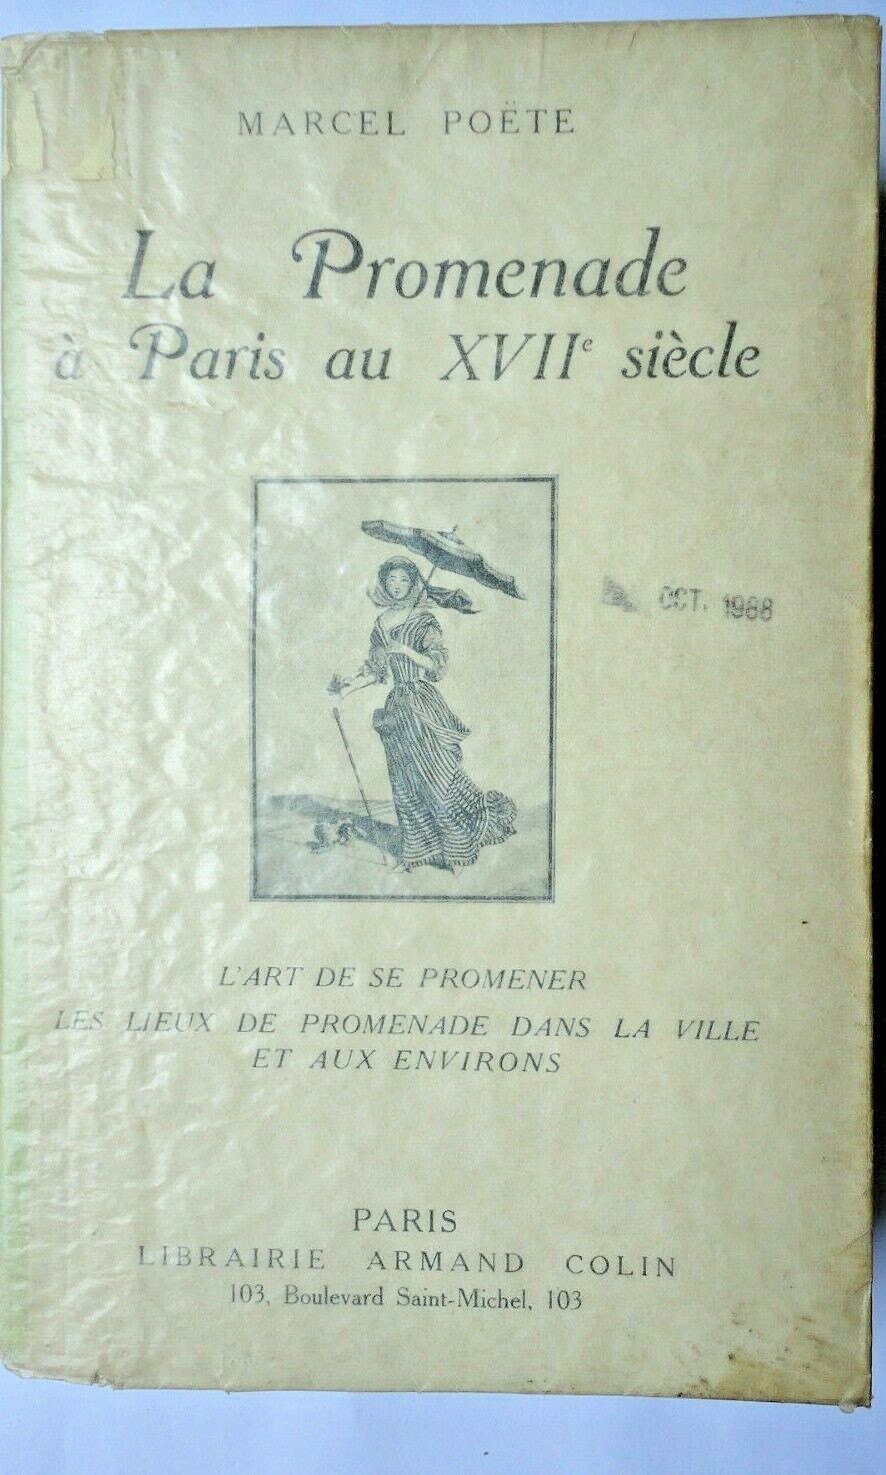 MARCEL POËTE
La Promenade
à Paris au XVIIᵉ siècle
OCT. 1988
L'ART DE SE PROMENER
LES LIEUX DE PROMENADE DANS LA VILLE
ET AUX ENVIRONS
PARIS
LIBRAIRIE ARMAND COLIN
103, Boulevard Saint-Michel, 103